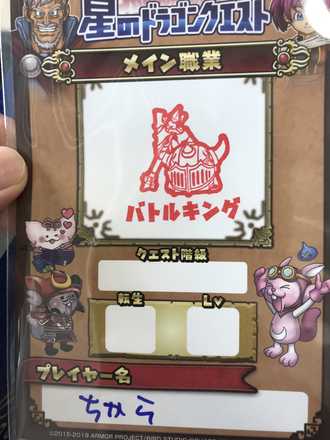 星のドラゴンクエスト
メイン職業
バトルキング
クエスト階級
転生 Lv
プレイヤー名
ちから